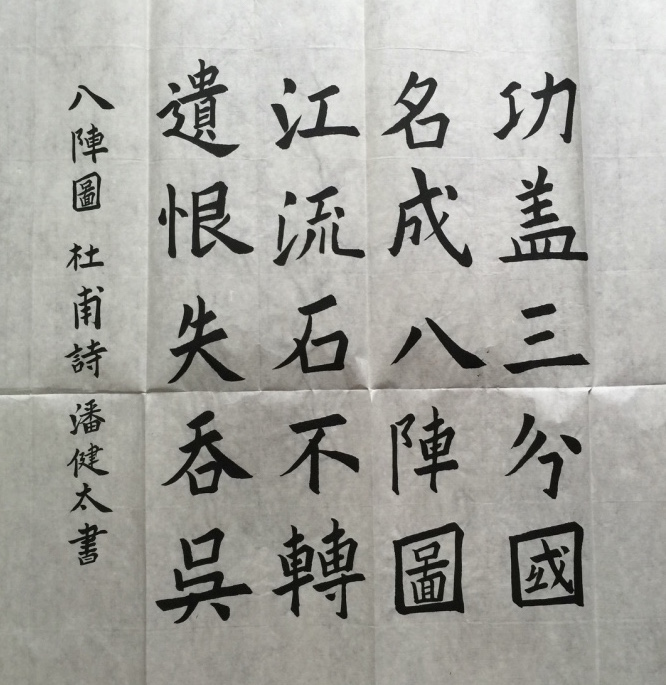 功盖三分國
名成八陣圖
江流石不轉
遺恨失吞吳
八陣圖 杜甫詩 潘健太書